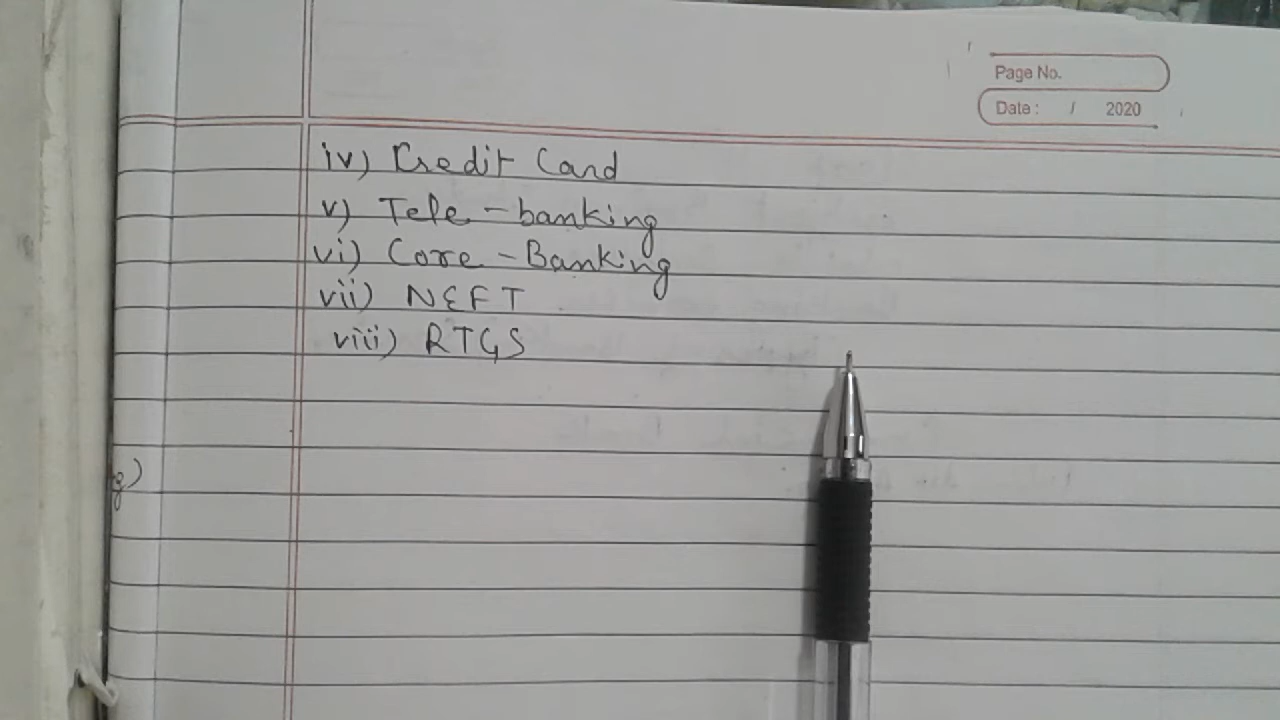 Page No.
Date : / 2020
iv) Credit Card
v) Tele - banking
vi) Core - Banking
vii) NEFT
viii) RTGS
g)